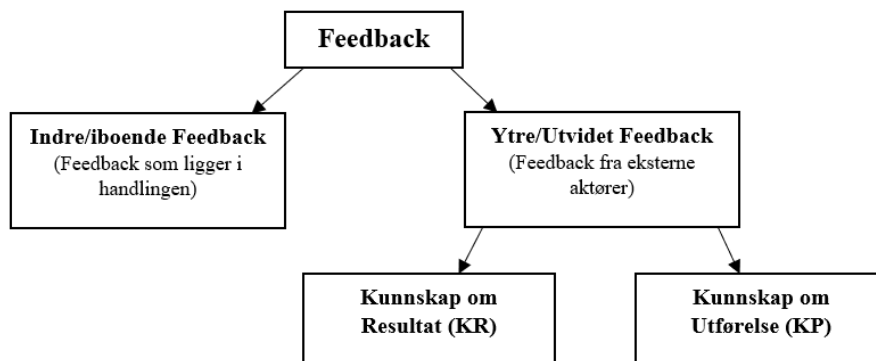 Feedback
Indre/iboende Feedback
(Feedback som ligger i
handlingen)
Ytre/Utvidet Feedback
(Feedback fra eksterne
aktører)
Kunnskap om
Resultat (KR)
Kunnskap om
Utførelse (KP)